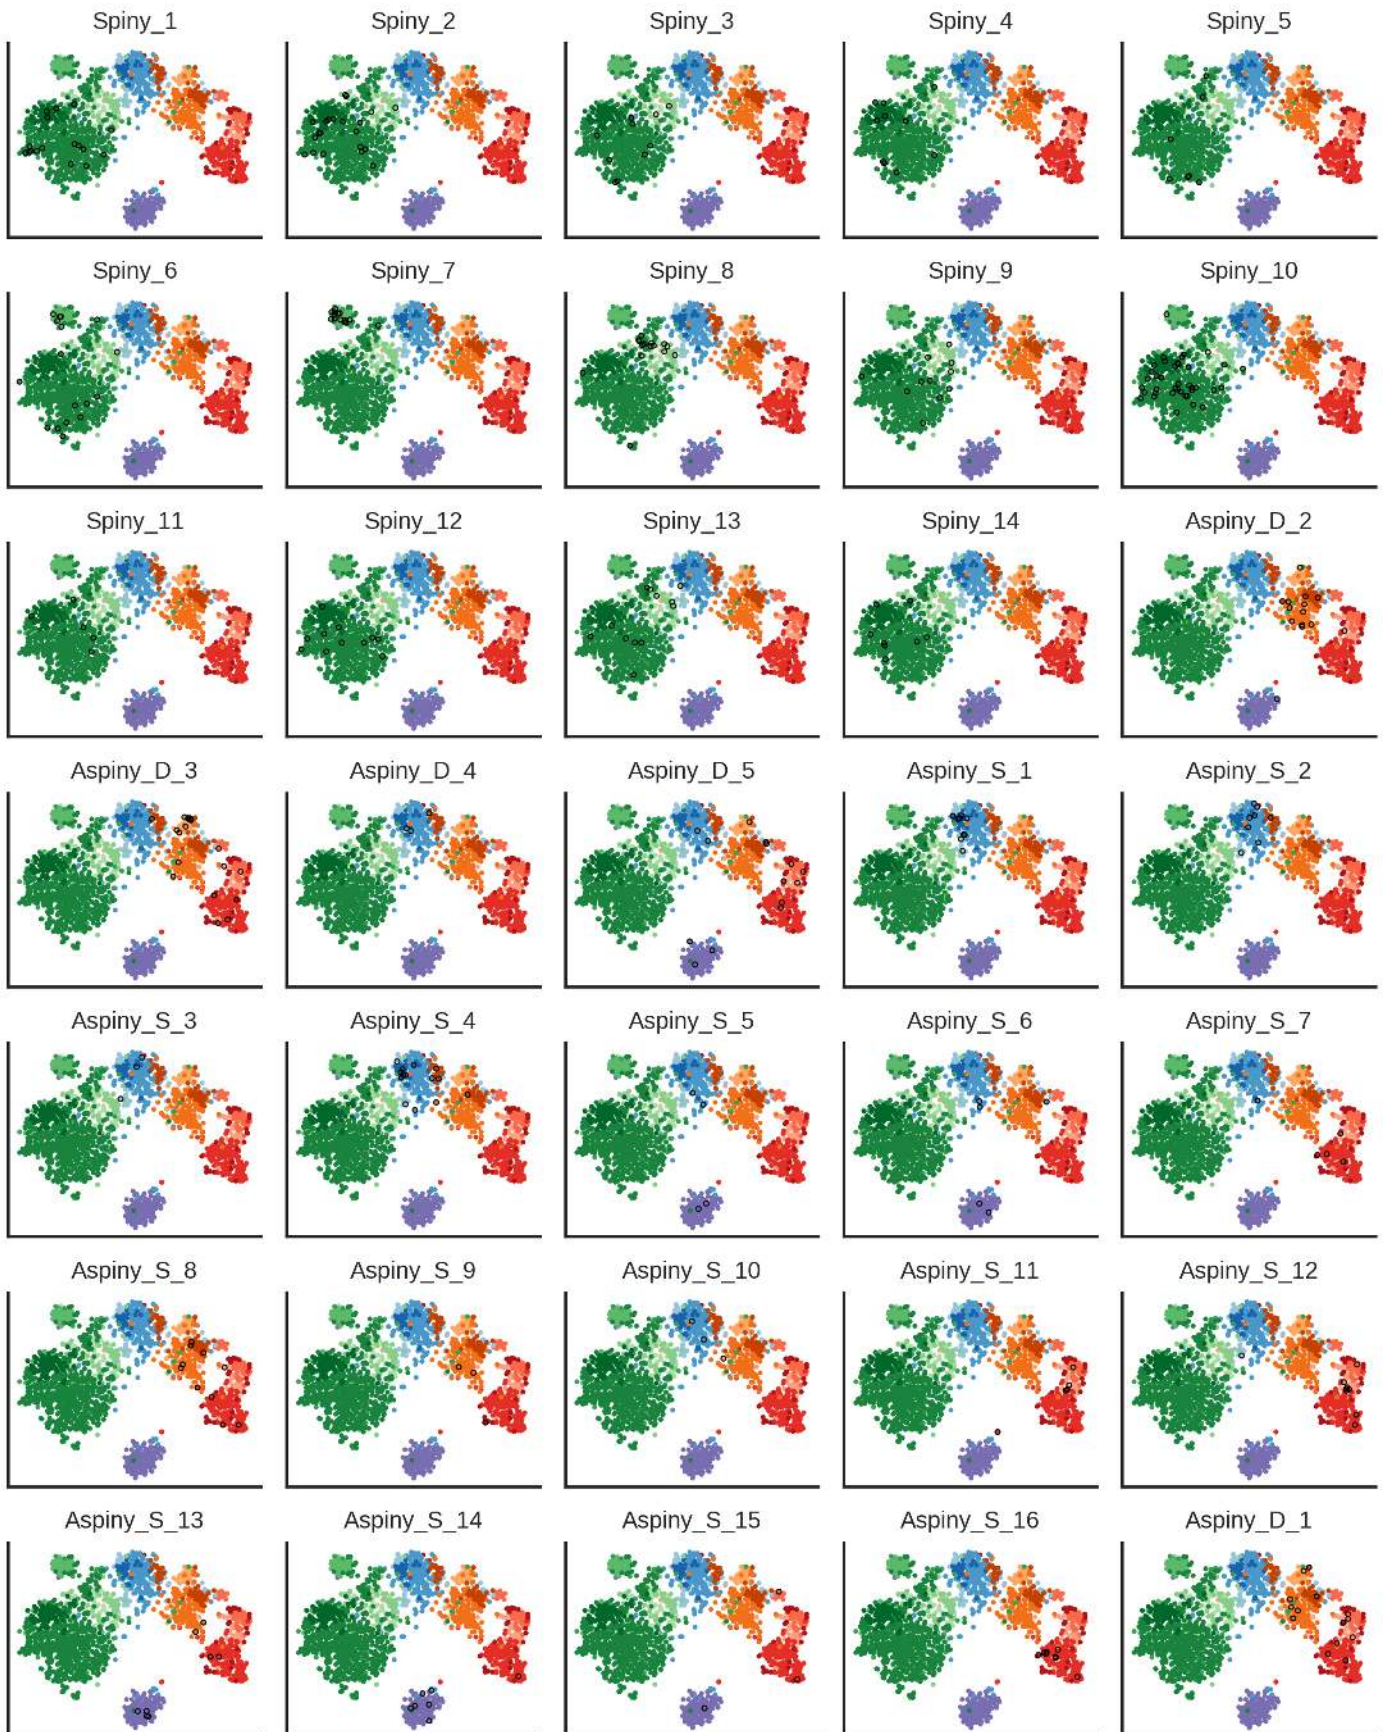 Spiny_1 Spiny_2 Spiny_3 Spiny_4 Spiny_5
Spiny_6 Spiny_7 Spiny_8 Spiny_9 Spiny_10
Spiny_11 Spiny_12 Spiny_13 Spiny_14 Aspiny_D_2
Aspiny_D_3 Aspiny_D_4 Aspiny_D_5 Aspiny_S_1 Aspiny_S_2
Aspiny_S_3 Aspiny_S_4 Aspiny_S_5 Aspiny_S_6 Aspiny_S_7
Aspiny_S_8 Aspiny_S_9 Aspiny_S_10 Aspiny_S_11 Aspiny_S_12
Aspiny_S_13 Aspiny_S_14 Aspiny_S_15 Aspiny_S_16 Aspiny_D_1